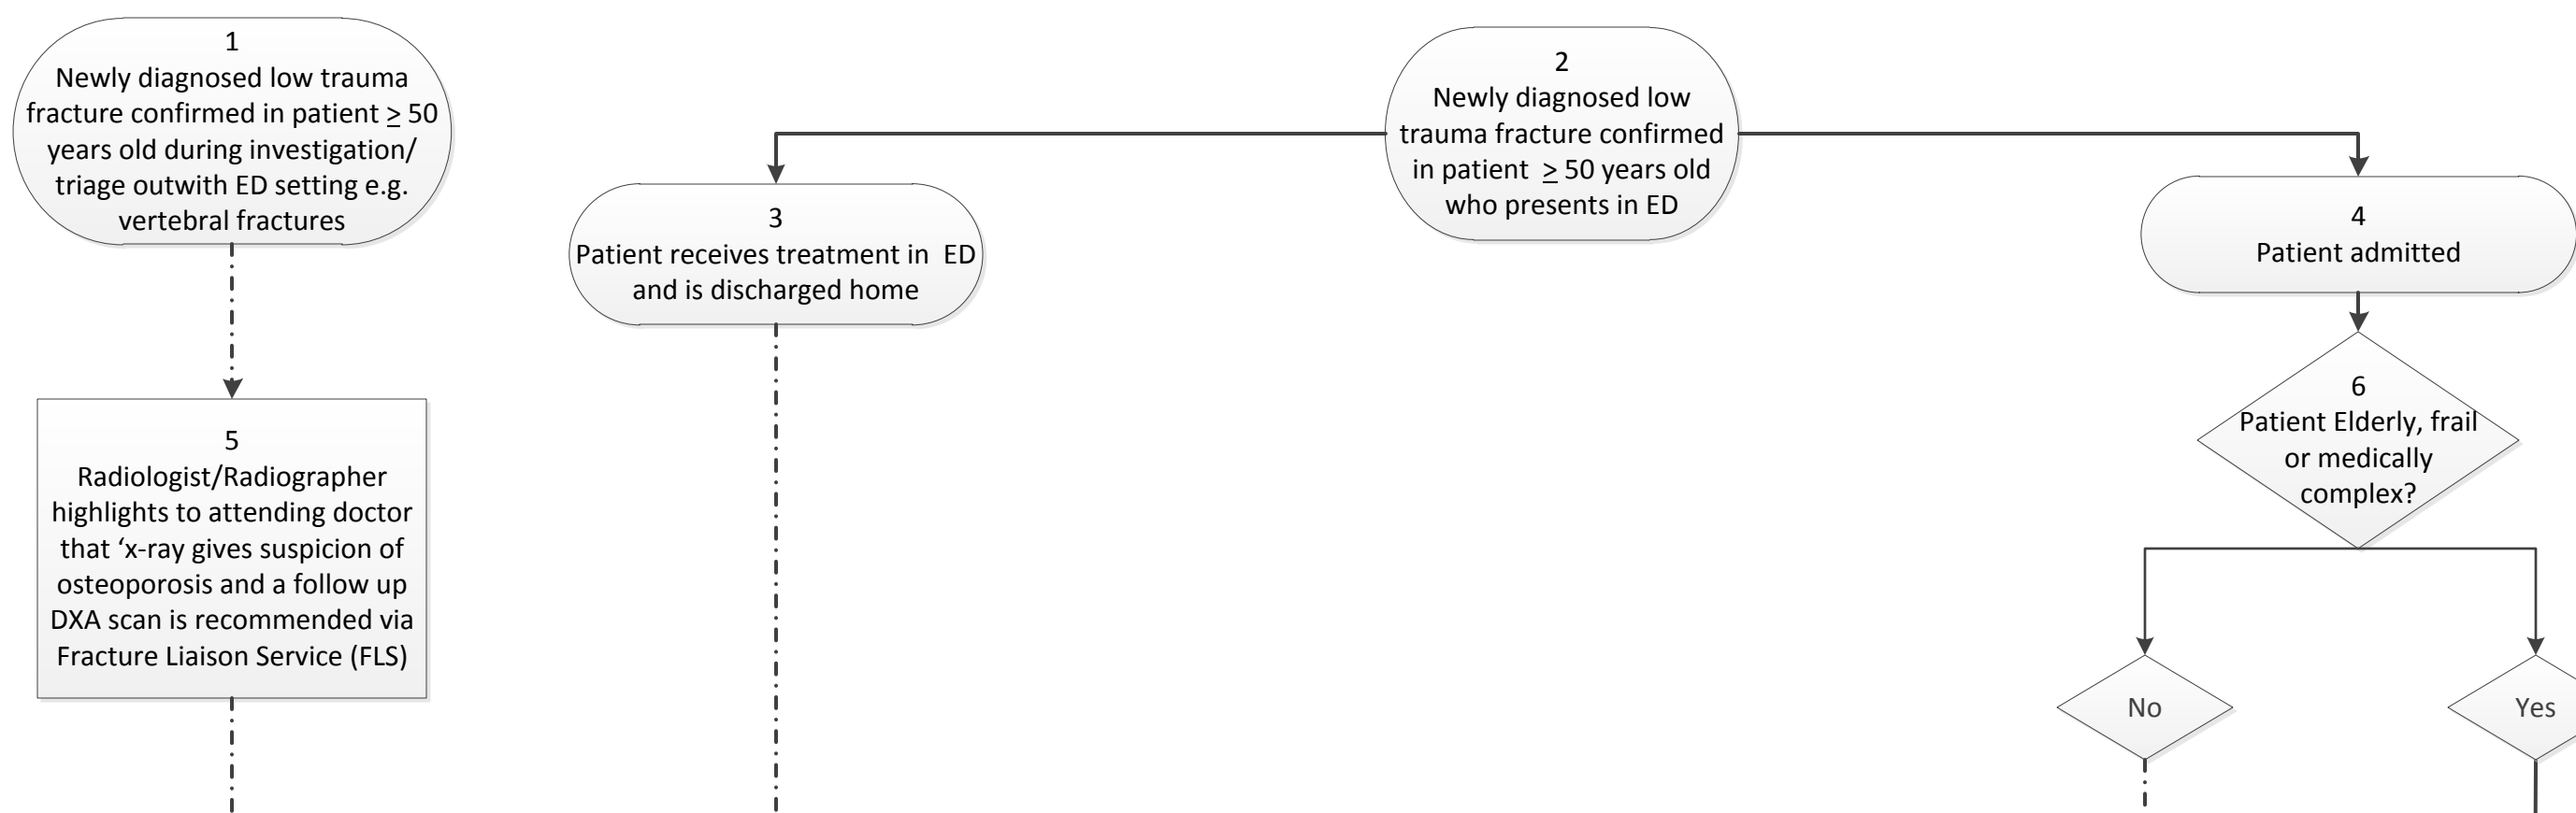 1
Newly diagnosed low trauma
fracture confirmed in patient ≥ 50
years old during investigation/
triage outwith ED setting e.g.
vertebral fractures
2
Newly diagnosed low
trauma fracture confirmed
in patient ≥ 50 years old
who presents in ED
3
Patient receives treatment in ED
and is discharged home
4
Patient admitted
5
Radiologist/Radiographer
highlights to attending doctor
that ‘x-ray gives suspicion of
osteoporosis and a follow up
DXA scan is recommended via
Fracture Liaison Service (FLS)
6
Patient Elderly, frail
or medically
complex?
No
Yes